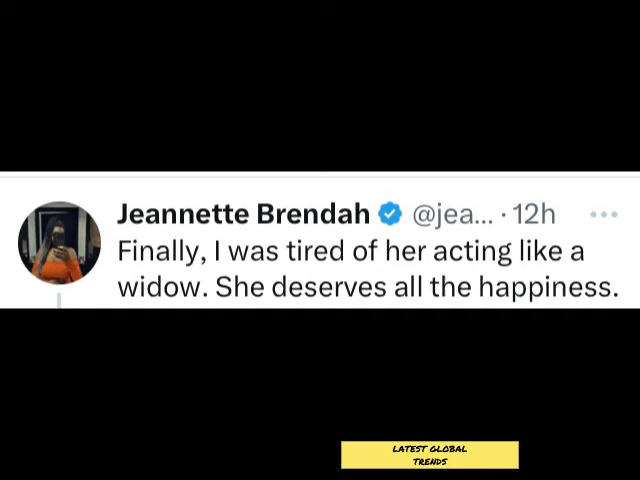 Jeannette Brendah @jea... · 12h
Finally, I was tired of her acting like a
widow. She deserves all the happiness.
LATEST GLOBAL
TRENDS